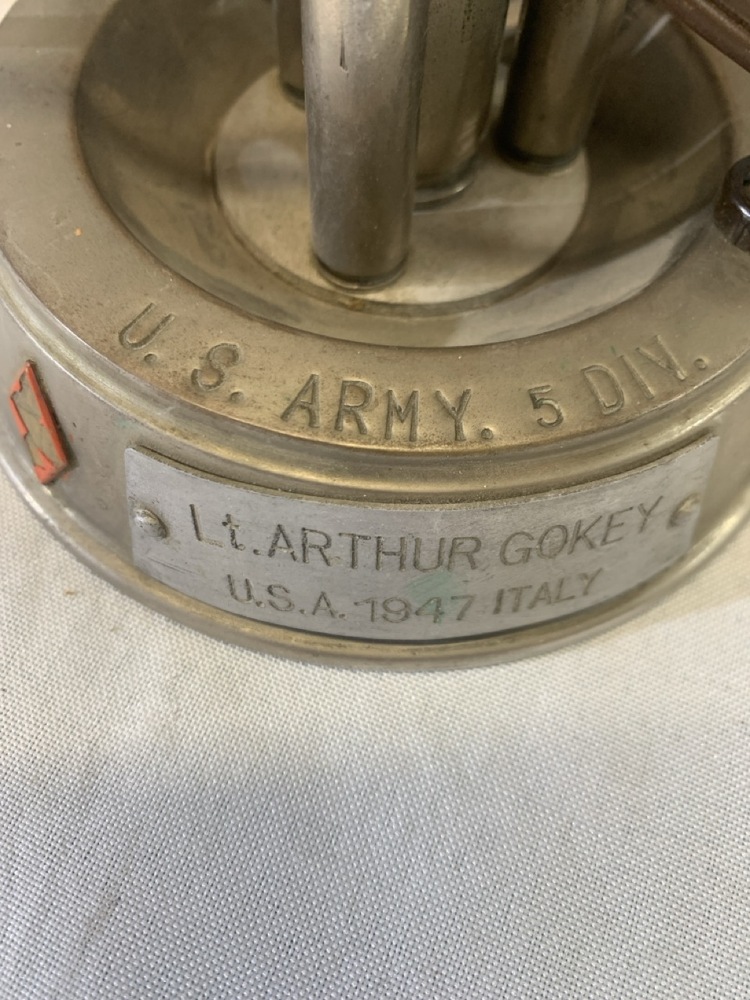 U. S. ARMY. 5 DIV.
Lt. ARTHUR GOKEY
U.S.A. 1947 ITALY